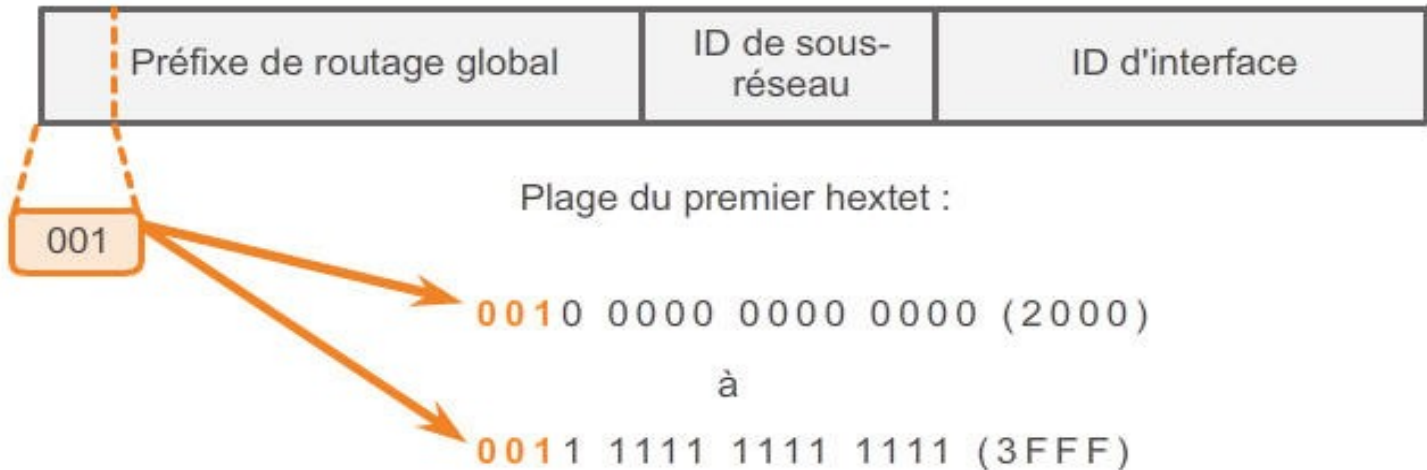 Préfixe de routage global
ID de sous-
réseau
ID d'interface
Plage du premier hextet :
001
0010 0000 0000 0000 (2000)
à
0011 1111 1111 1111 (3FFF)